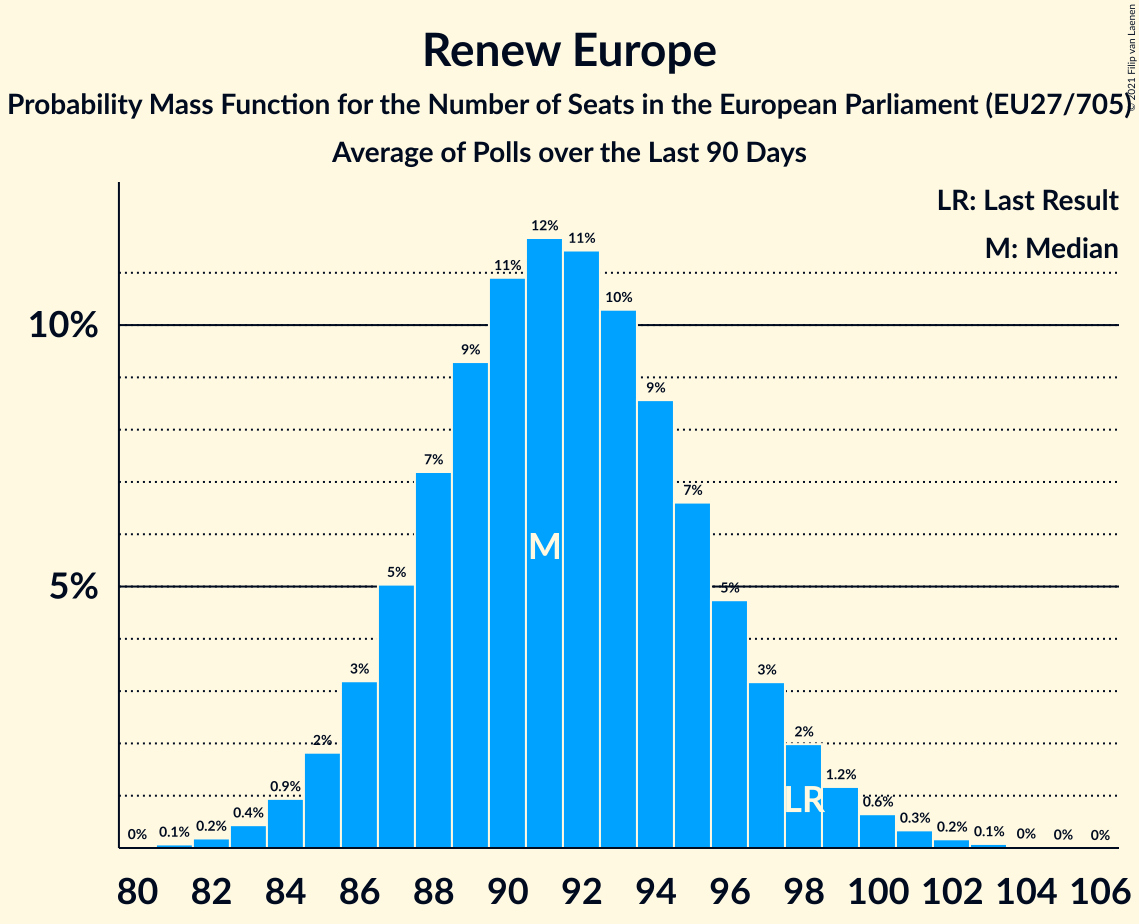 Renew Europe
Probability Mass Function for the Number of Seats in the European Parliament (EU27/705)
Average of Polls over the Last 90 Days
© 2021 Filip van Laenen
LR: Last Result
M: Median
10%
5%
0% 0.1% 0.2% 0.4% 0.9% 2% 3% 5% 7% 9% 11% 12% 11% 10% 9% 7% 5% 3% 2% 1.2% 0.6% 0.3% 0.2% 0.1% 0% 0% 0%
M
LR
80 82 84 86 88 90 92 94 96 98 100 102 104 106